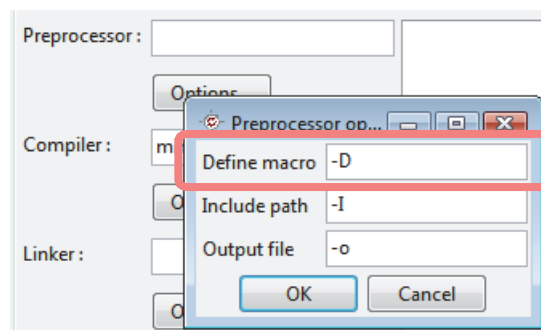 Preprocessor :
Options...
Preprocessor op...
Compiler :
m
Define macro -D
O
Include path -I
Linker :
Output file -o
OK Cancel
O